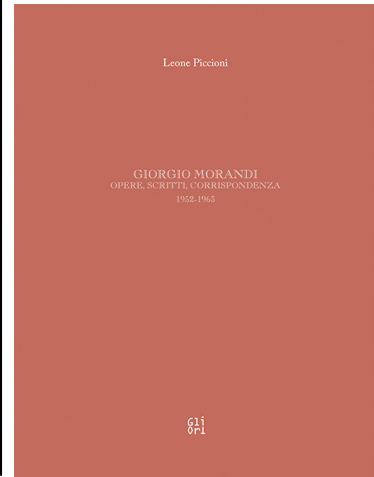 Leone Piccioni
GIORGIO MORANDI
OPERE, SCRITTI, CORRISPONDENZA
1952-1963
Gli
Ori